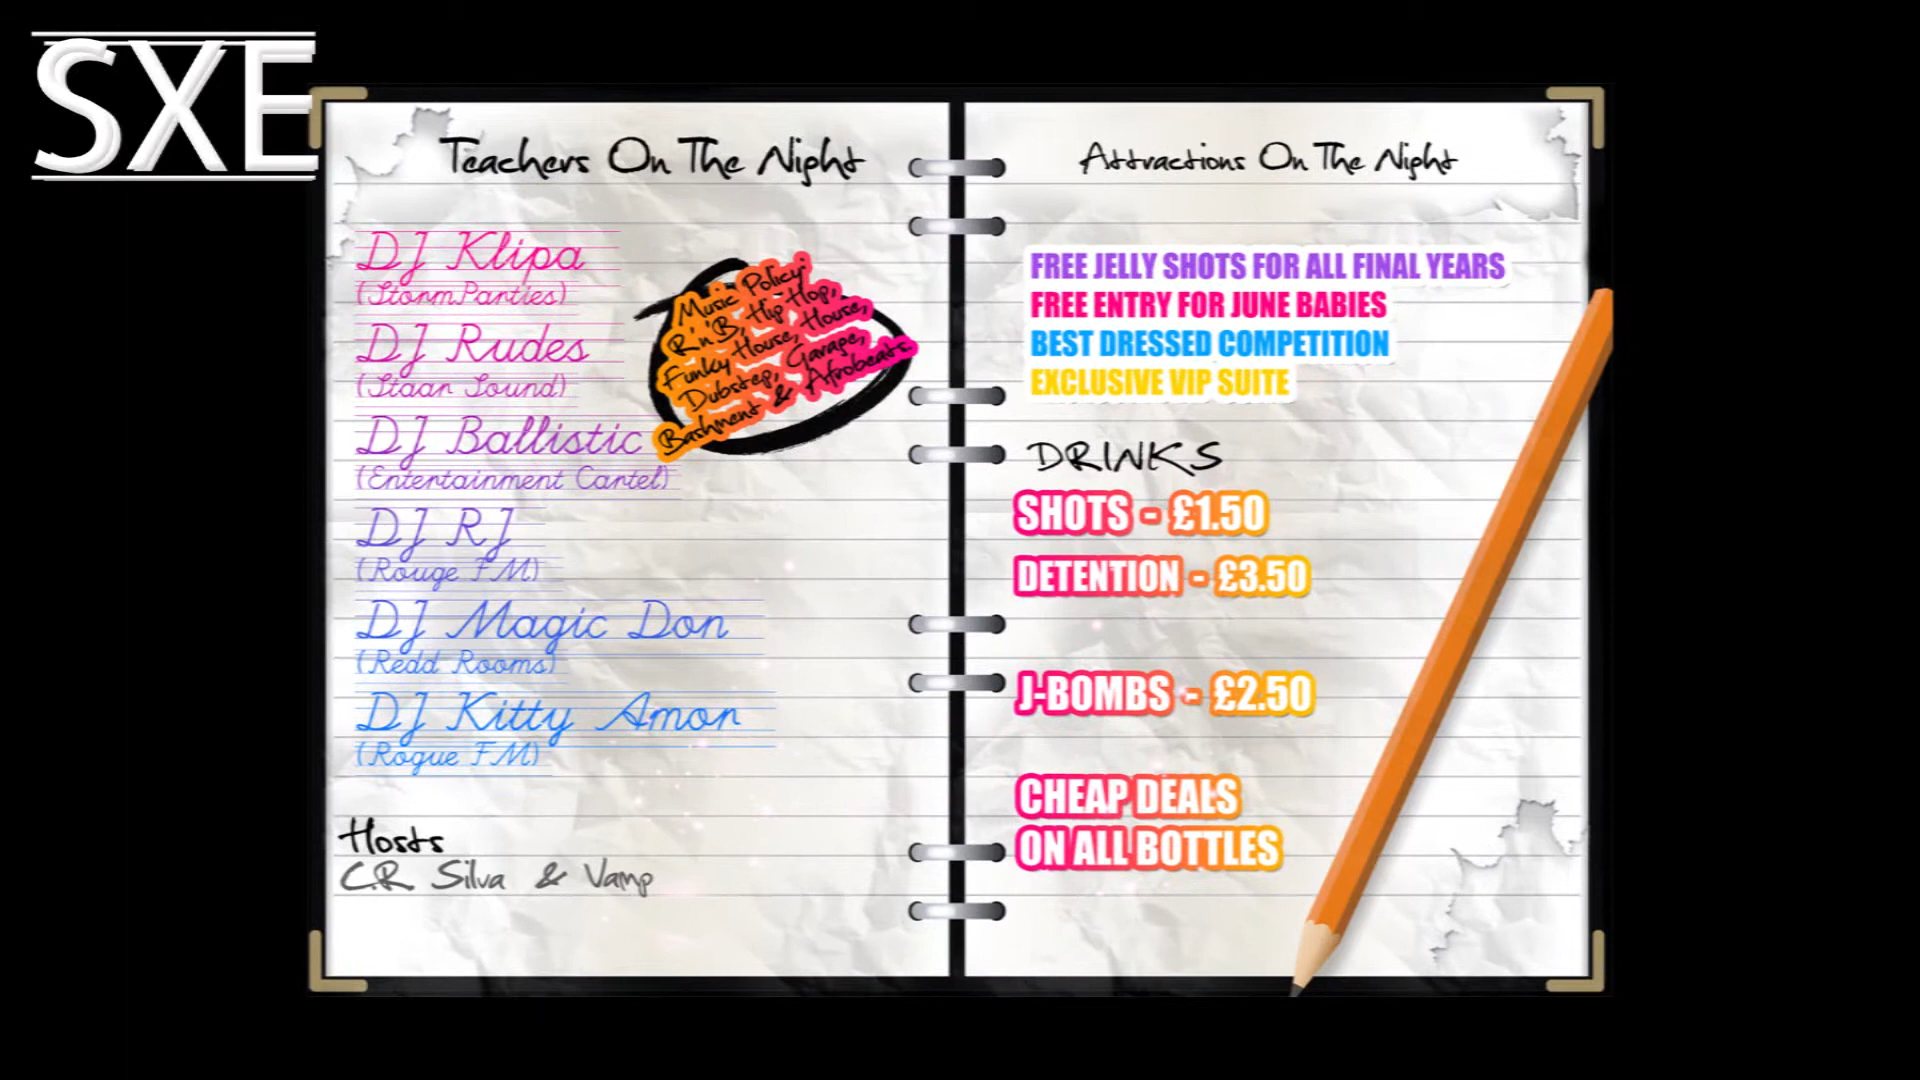 SXE
Teachers On The Night
DJ Klipa
(StormParties)
DJ Rudes
(Staar Sound)
DJ Ballistic
(Entertainment Cartel)
DJ RJ
(Rouge FM)
DJ Magic Don
(Redd Rooms)
DJ Kitty Amor
(Rogue FM)
Music Policy:
R'n'B, Hip Hop,
Funky House, House,
Dubstep, Garage,
Bashment & Afrobeats.
Hosts
C.R Silva & Vamp
Attractions On The Night
FREE JELLY SHOTS FOR ALL FINAL YEARS
FREE ENTRY FOR JUNE BABIES
BEST DRESSED COMPETITION
EXCLUSIVE VIP SUITE
DRINKS
SHOTS - £1.50
DETENTION - £3.50
J-BOMBS - £2.50
CHEAP DEALS
ON ALL BOTTLES